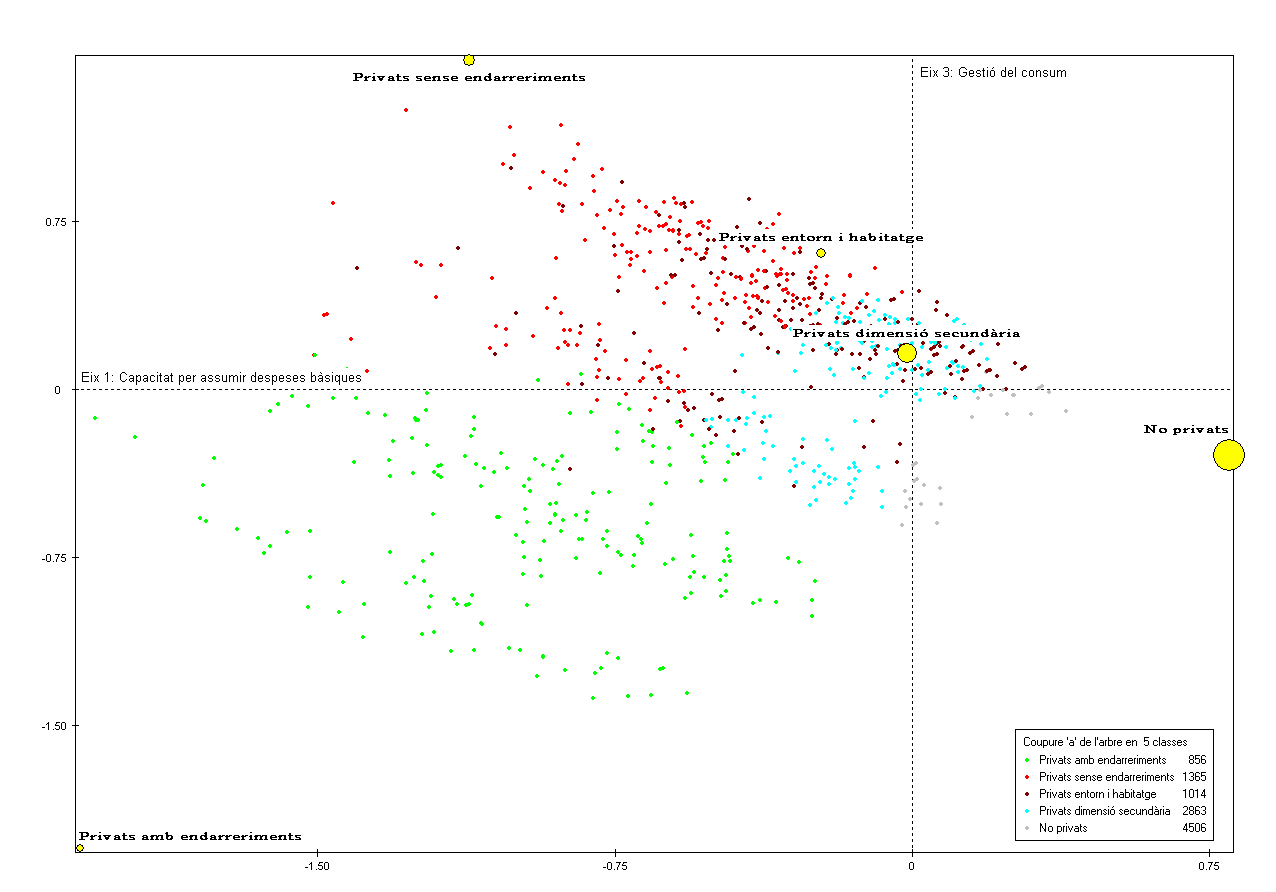 Privats sense endarreriments
Eix 3: Gestió del consum
0.75
Privats entorn i habitatge
Privats dimensió secundària
Eix 1: Capacitat per assumir despeses bàsiques
0
No privats
-0.75
-1.50
Coupure 'a' de l'arbre en 5 classes
Privats amb endarreriments 856
Privats sense endarreriments 1365
Privats entorn i habitatge 1014
Privats dimensió secundària 2863
No privats 4506
Privats amb endarreriments
-1.50 -0.75 0 0.75